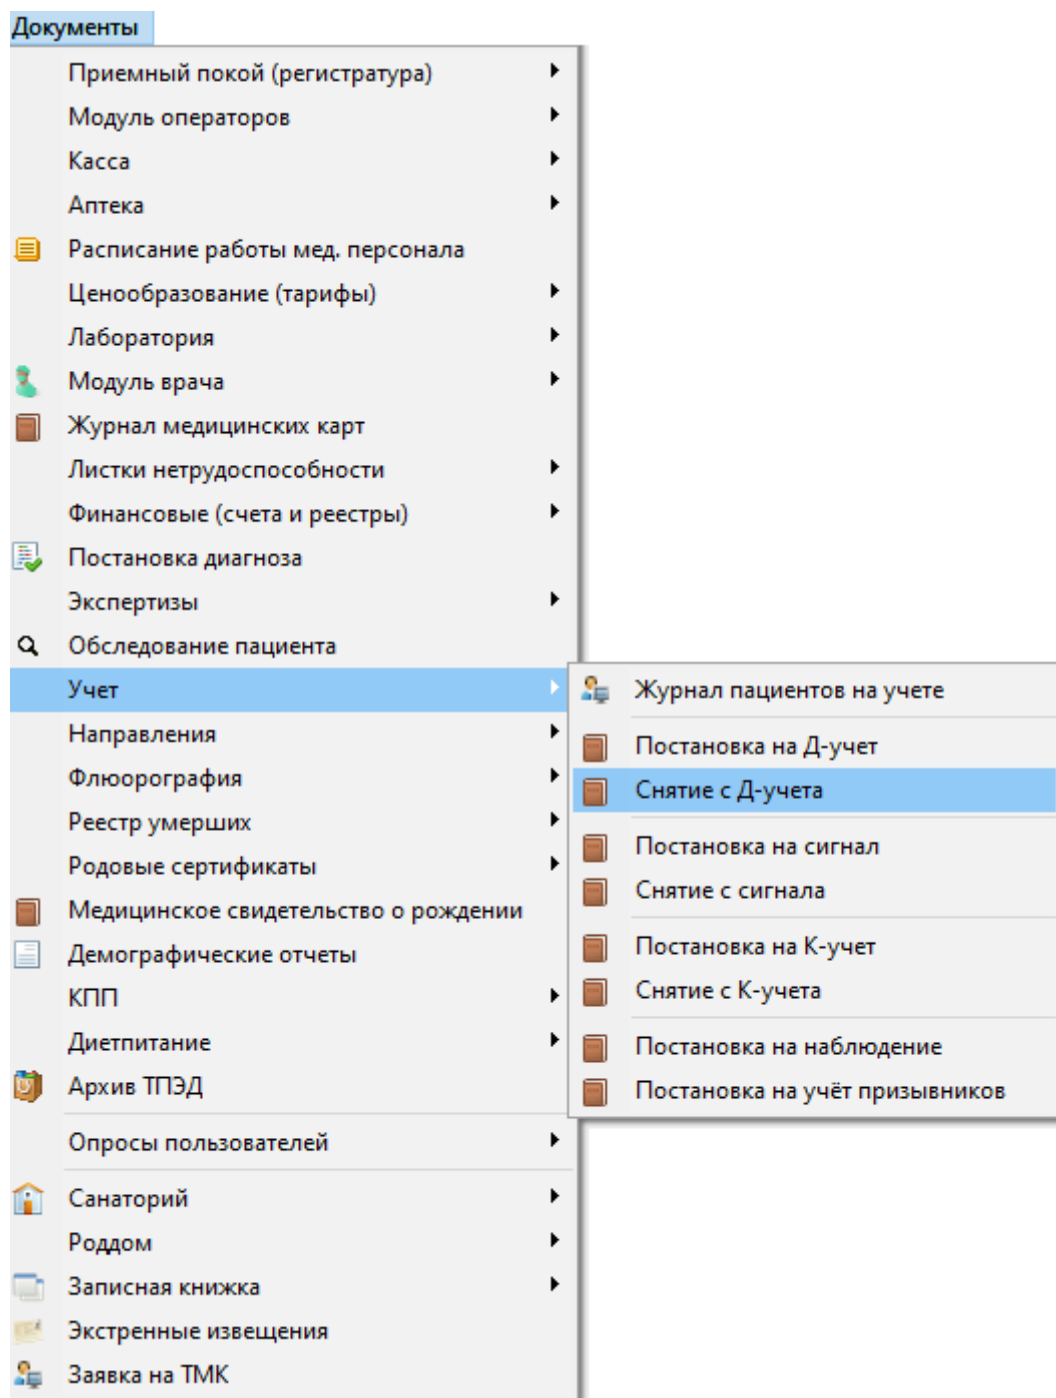 Документы
Приемный покой (регистратура)
Модуль операторов
Касса
Аптека
Расписание работы мед. персонала
Ценообразование (тарифы)
Лаборатория
Модуль врача
Журнал медицинских карт
Листки нетрудоспособности
Финансовые (счета и реестры)
Постановка диагноза
Экспертизы
Обследование пациента
Учет
Направления
Флюорография
Реестр умерших
Родовые сертификаты
Медицинское свидетельство о рождении
Демографические отчеты
КПП
Диетпитание
Архив ТПЭД
Опросы пользователей
Санаторий
Роддом
Записная книжка
Экстренные извещения
Заявка на ТМК
Журнал пациентов на учете
Постановка на Д-учет
Снятие с Д-учета
Постановка на сигнал
Снятие с сигнала
Постановка на К-учет
Снятие с К-учета
Постановка на наблюдение
Постановка на учёт призывников